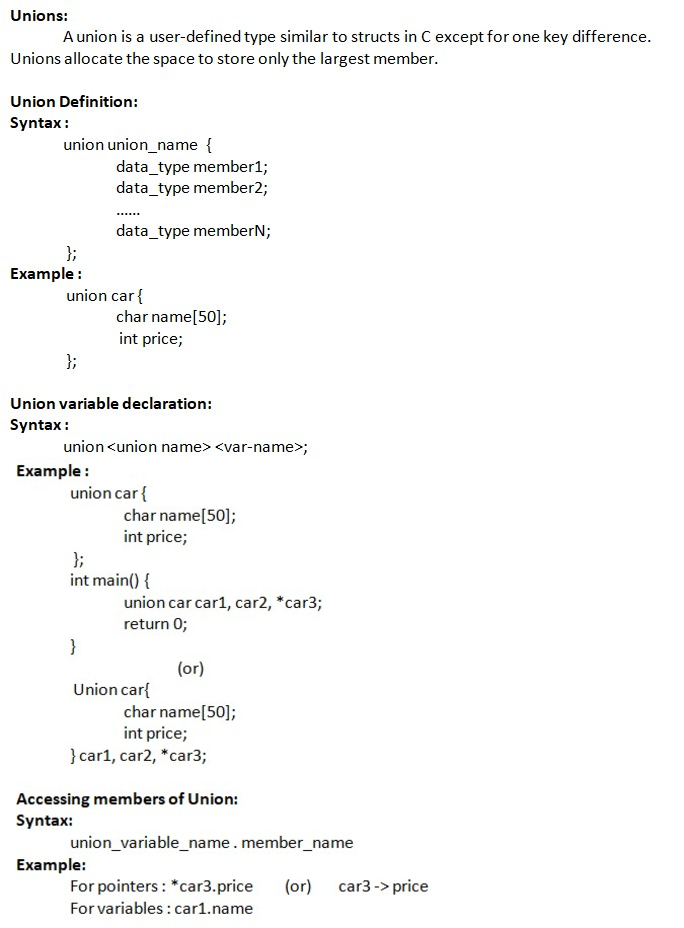 Unions:
A union is a user-defined type similar to structs in C except for one key difference.
Unions allocate the space to store only the largest member.
Union Definition:
Syntax :
union union_name {
data_type member1;
data_type member2;
......
data_type memberN;
};
Example :
union car {
char name[50];
int price;
};
Union variable declaration:
Syntax :
union <union name> <var-name>;
Example :
union car {
char name[50];
int price;
};
int main() {
union car car1, car2, *car3;
return 0;
}
(or)
Union car{
char name[50];
int price;
} car1, car2, *car3;
Accessing members of Union:
Syntax:
union_variable_name . member_name
Example:
For pointers : *car3.price (or) car3 -> price
For variables : car1.name